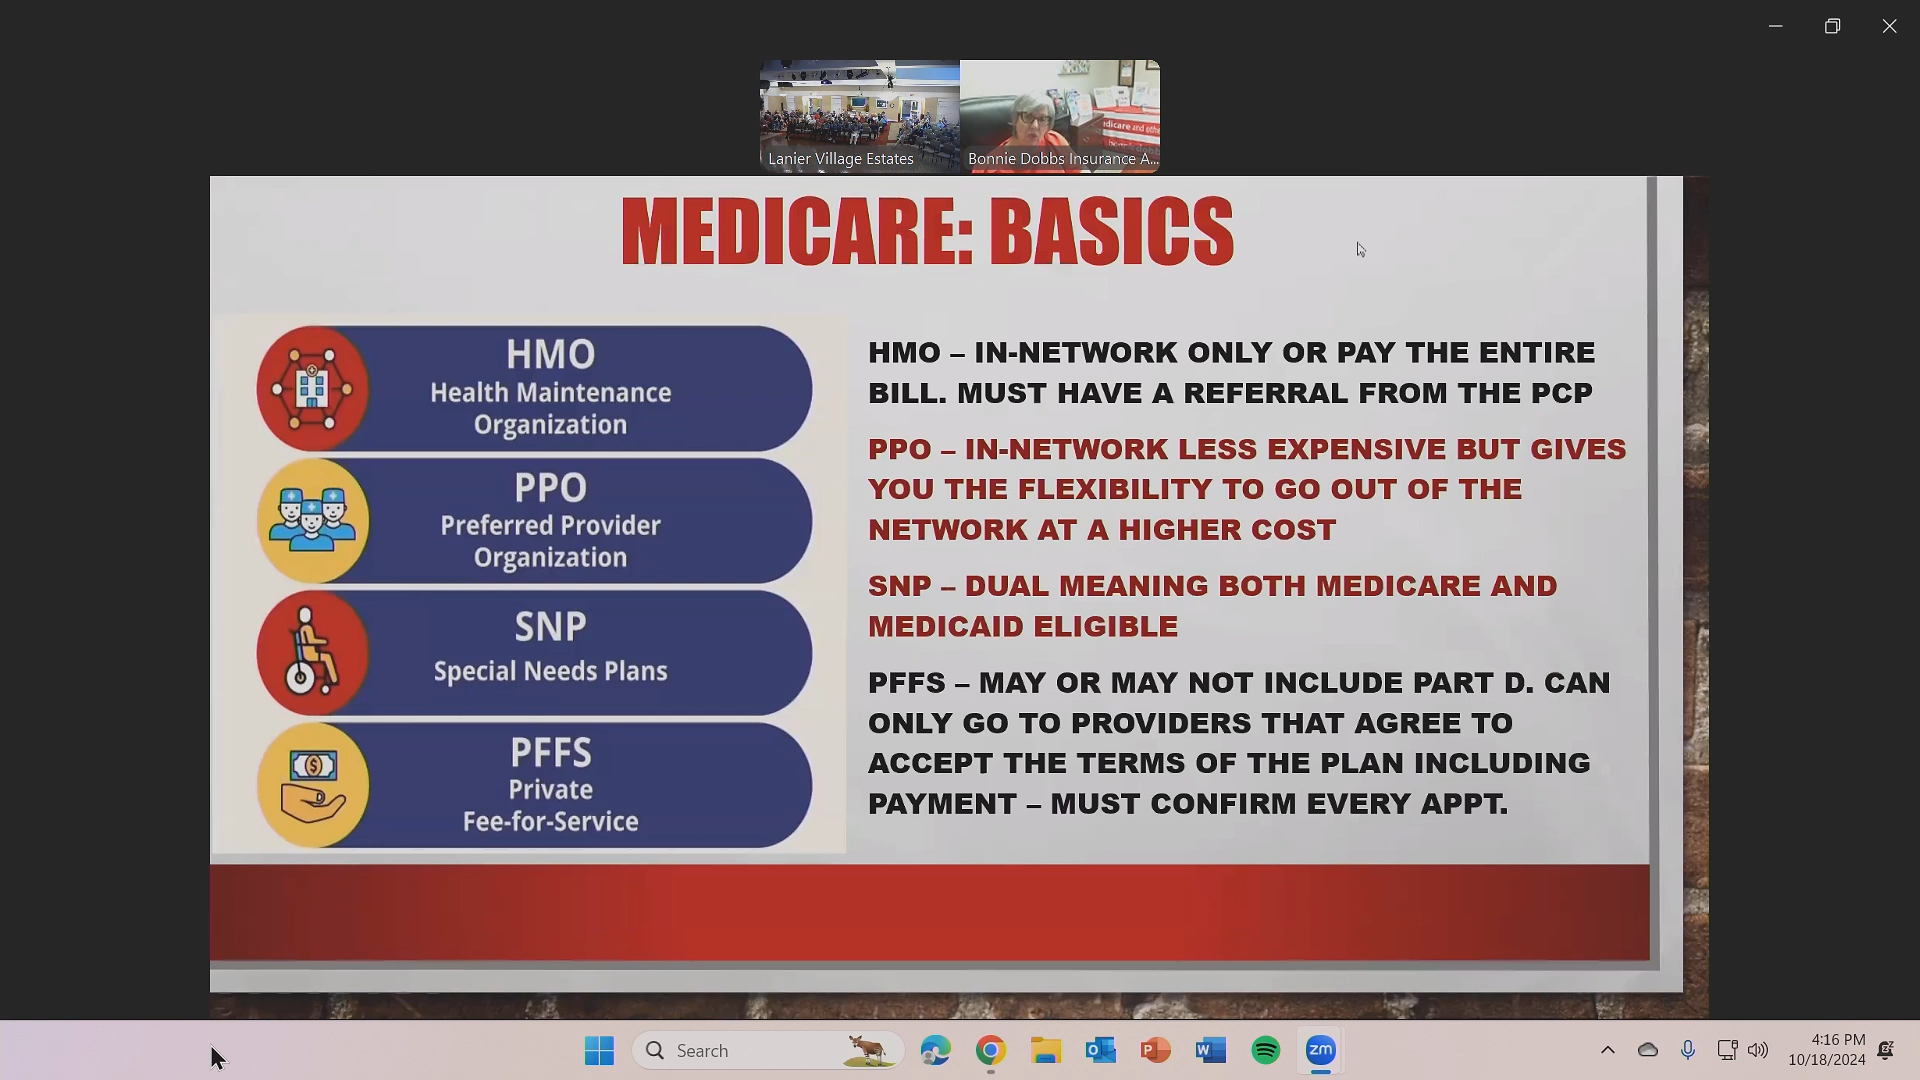 Lanier Village Estates
Bonnie Dobbs Insurance A...
edicare and othe
MEDICARE: BASICS
HMO
Health Maintenance
Organization
PPO
Preferred Provider
Organization
SNP
Special Needs Plans
PFFS
Private
Fee-for-Service
HMO – IN-NETWORK ONLY OR PAY THE ENTIRE
BILL. MUST HAVE A REFERRAL FROM THE PCP
PPO – IN-NETWORK LESS EXPENSIVE BUT GIVES
YOU THE FLEXIBILITY TO GO OUT OF THE
NETWORK AT A HIGHER COST
SNP – DUAL MEANING BOTH MEDICARE AND
MEDICAID ELIGIBLE
PFFS – MAY OR MAY NOT INCLUDE PART D. CAN
ONLY GO TO PROVIDERS THAT AGREE TO
ACCEPT THE TERMS OF THE PLAN INCLUDING
PAYMENT – MUST CONFIRM EVERY APPT.
Search
zm
4:16 PM
10/18/2024